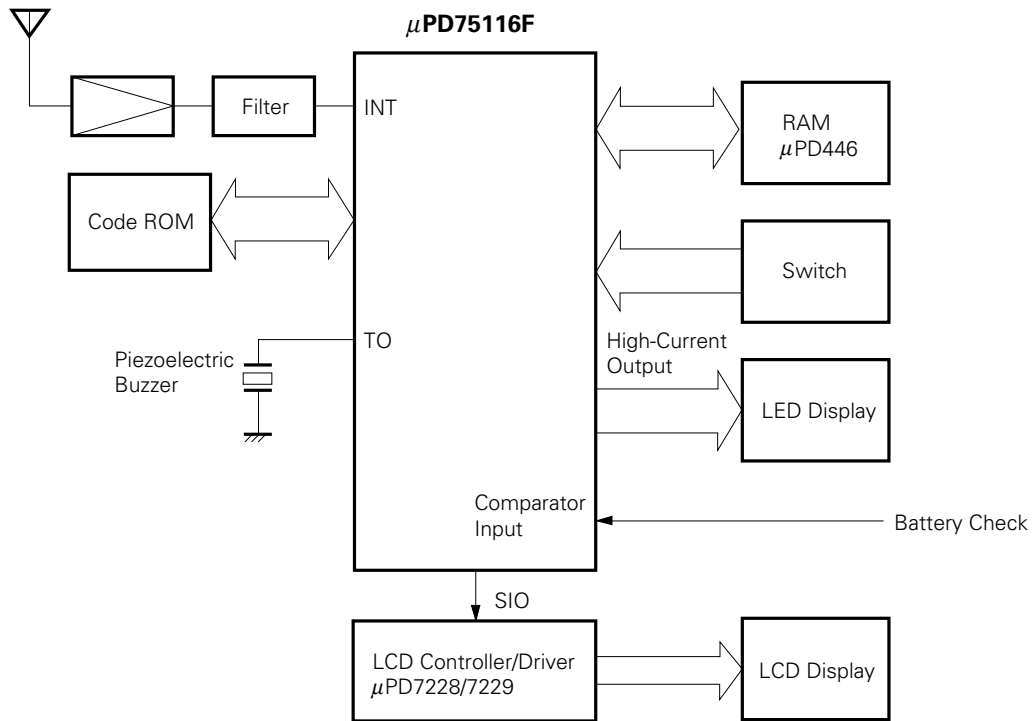 μPD75116F
Filter
INT
RAM
μPD446
Code ROM
Switch
TO
High-Current
Output
Piezoelectric
Buzzer
LED Display
Comparator
Input
Battery Check
SIO
LCD Controller/Driver
μPD7228/7229
LCD Display